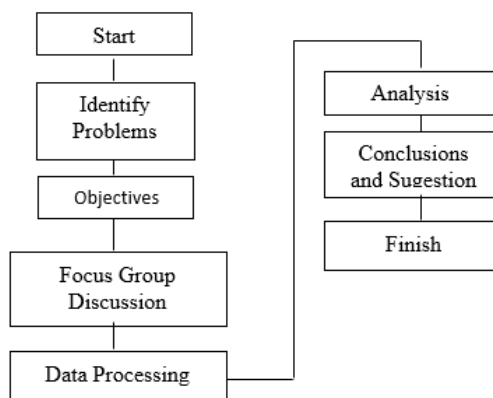 Start
Identify
Problems
Objectives
Focus Group
Discussion
Data Processing
Analysis
Conclusions
and Sugestion
Finish